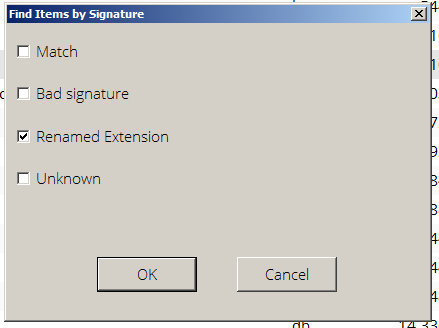 Find Items by Signature
Match
Bad signature
Renamed Extension
Unknown
OK
Cancel